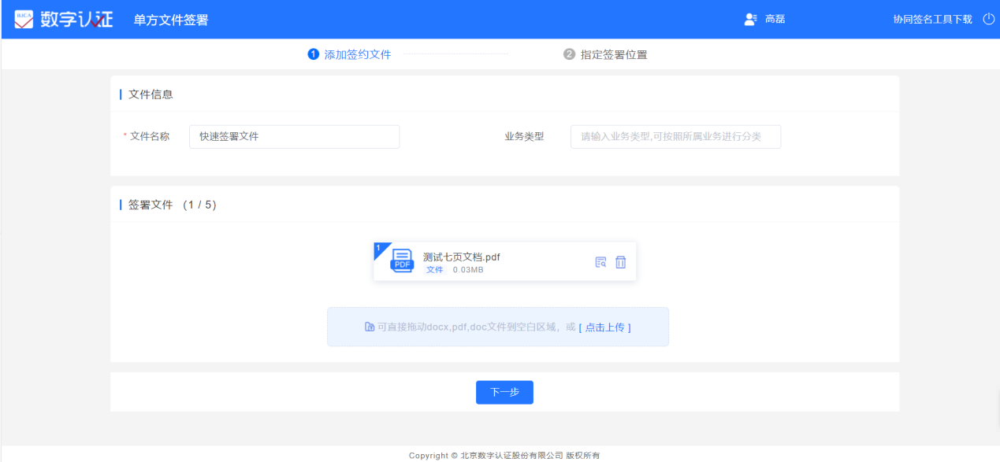 BJCA 数字认证 单方文件签署 高磊 协同签名工具下载
1 添加签约文件 2 指定签署位置
文件信息
* 文件名称 快速签署文件 业务类型 请输入业务类型,可按照所属业务进行分类
签署文件 (1 / 5)
1
PDF 测试七页文档.pdf
文件 0.03MB
可直接拖动docx,pdf,doc文件到空白区域，或 [ 点击上传 ]
下一步
Copyright © 北京数字认证股份有限公司 版权所有